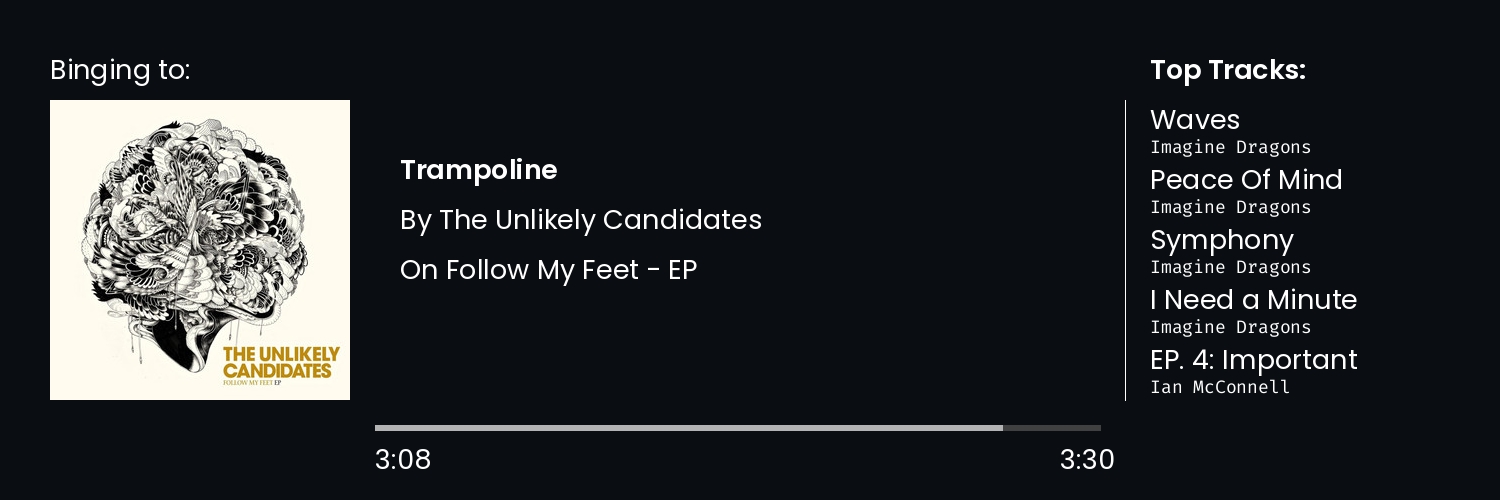 Binging to:
THE UNLIKELY
CANDIDATES
FOLLOW MY FEET EP
Trampoline
By The Unlikely Candidates
On Follow My Feet - EP
3:08
3:30
Top Tracks:
Waves
Imagine Dragons
Peace Of Mind
Imagine Dragons
Symphony
Imagine Dragons
I Need a Minute
Imagine Dragons
EP. 4: Important
Ian McConnell